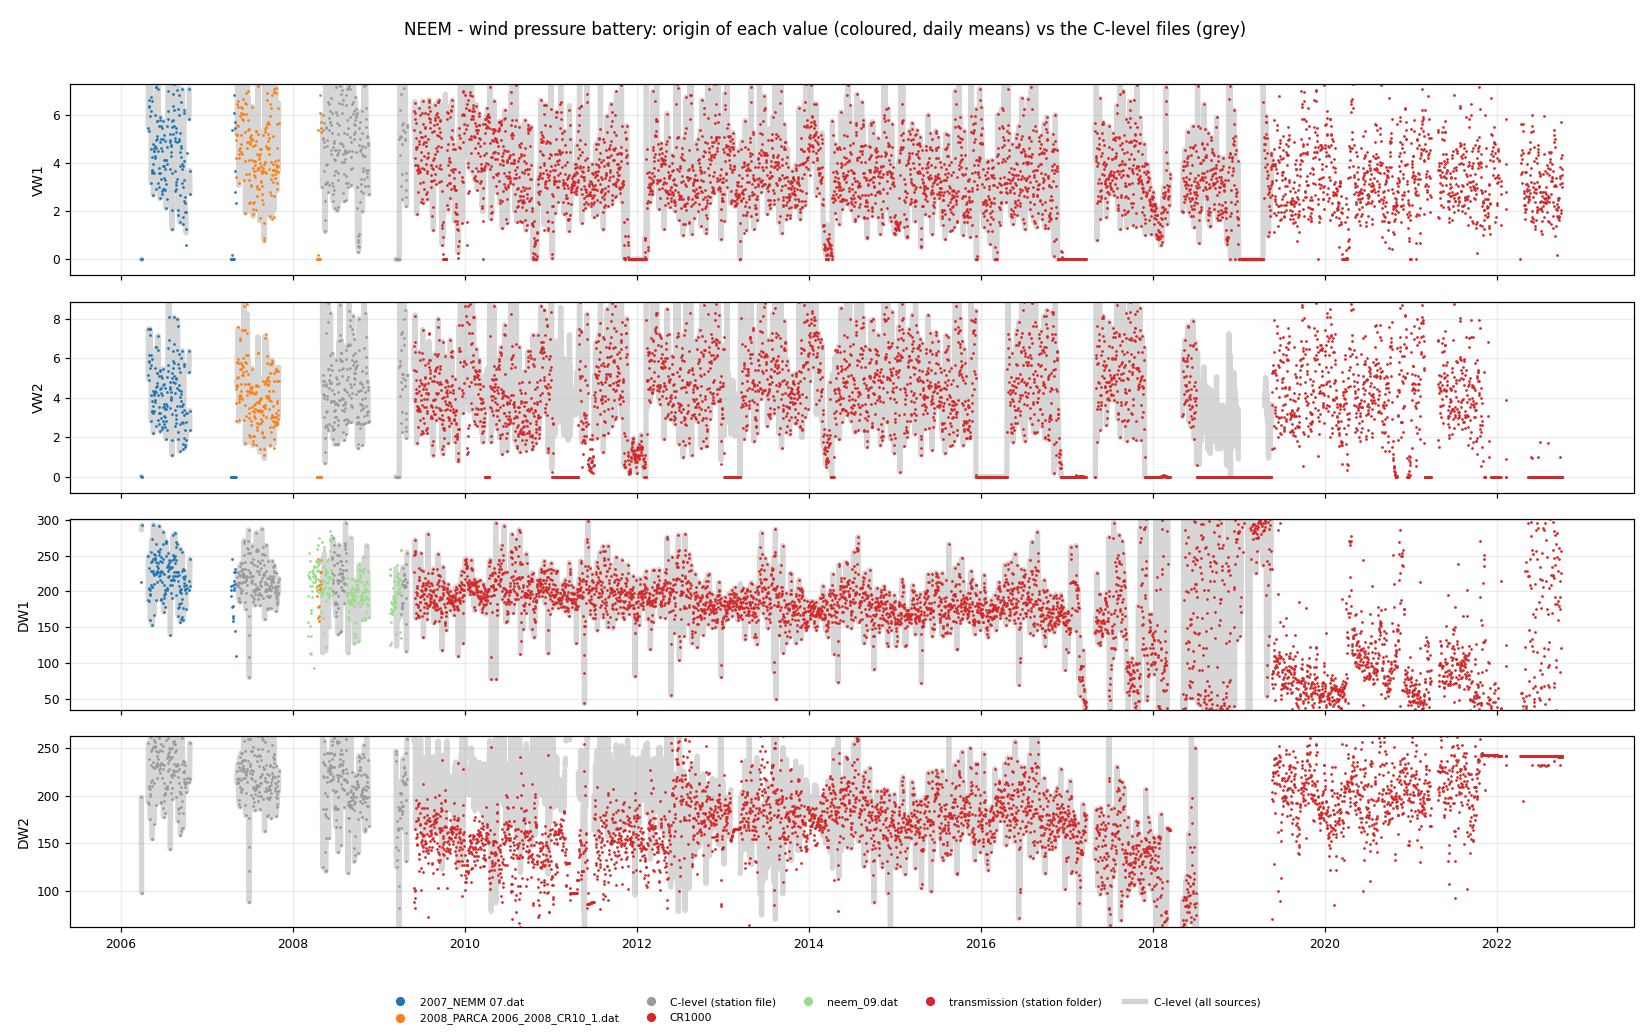 NEEM - wind pressure battery: origin of each value (coloured, daily means) vs the C-level files (grey)
VW1
6
4
2
0
VW2
8
6
4
2
0
DW1
300
250
200
150
100
50
DW2
250
200
150
100
2006 2008 2010 2012 2014 2016 2018 2020 2022
2007_NEMM 07.dat
2008_PARCA 2006_2008_CR10_1.dat
C-level (station file)
CR1000
neem_09.dat
transmission (station folder)
C-level (all sources)